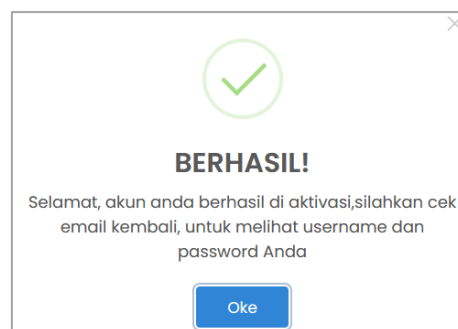 BERHASIL!
Selamat, akun anda berhasil di aktivasi,silahkan cek
email kembali, untuk melihat username dan
password Anda
Oke